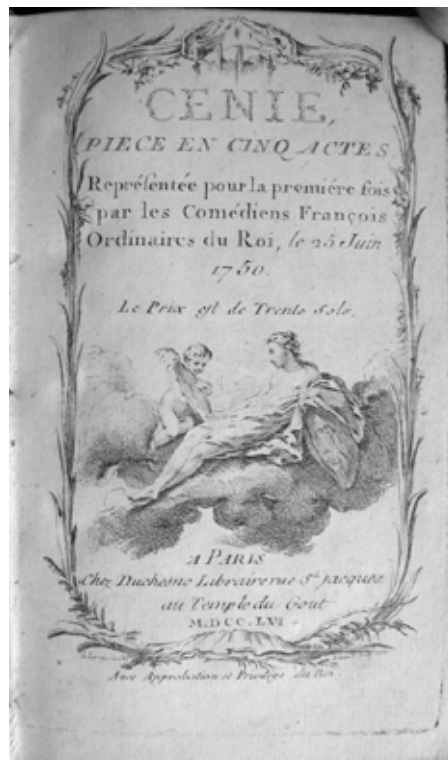 CENIE,
PIECE EN CINQ ACTES
Représentée pour la premiére fois
par les Comédiens François
Ordinaires du Roi, le 25 Juin
1750.
Le Prix est de Trente Sols.
A PARIS
Chez Duchesne Libraire rue St. Jacques
au Temple du Gout
M.DCC.LVI
Avec Approbation et Privilége du Roi.